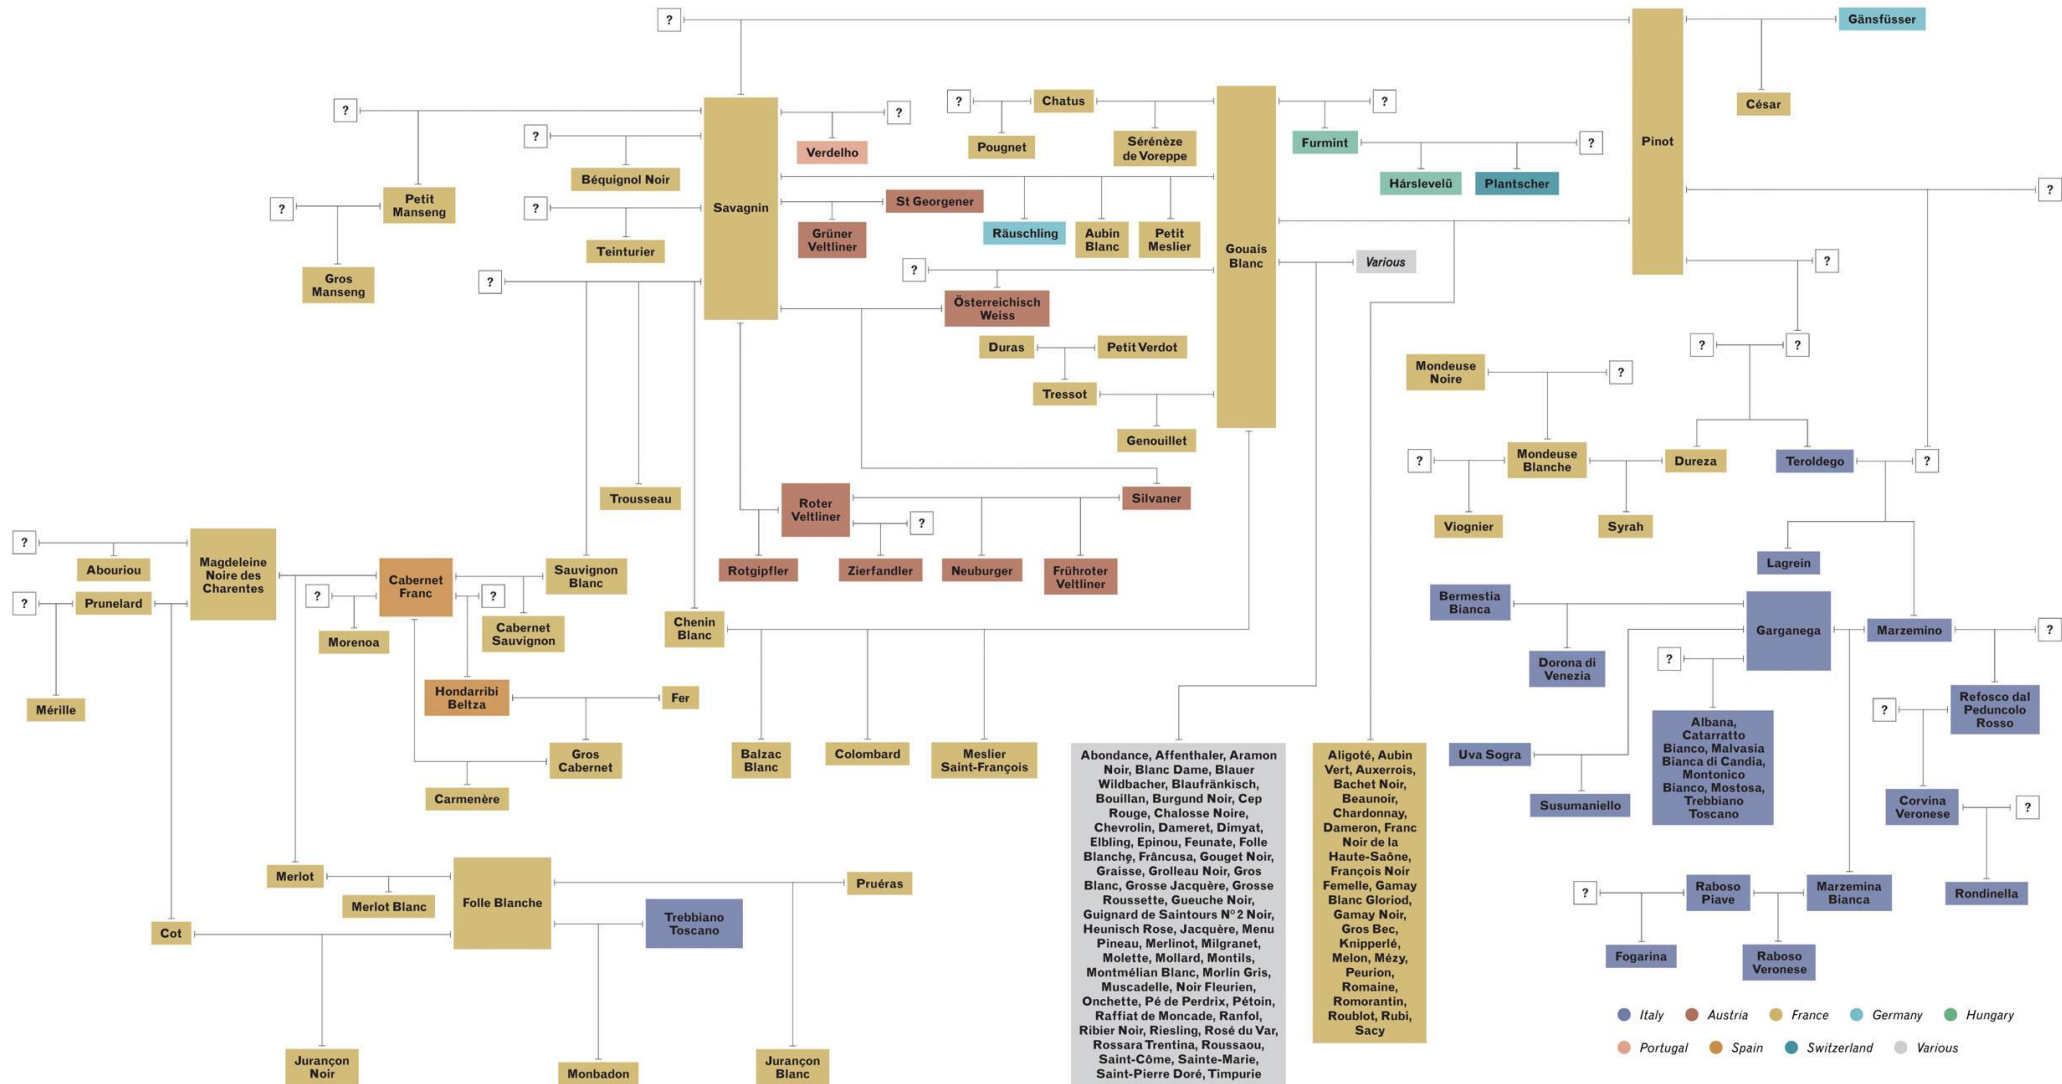 ?
Gänsfüsser
César
Pinot
?
?
Savagnin
?
Verdelho
?
Chatus
Pougnet
Sérénèze
de Voreppe
Gouais
Blanc
?
Furmint
?
Hárslevelü
Plantscher
?
Béquignol Noir
?
Petit
Manseng
?
Gros
Manseng
?
Teinturier
St Georgener
Grüner
Veltliner
Räuschling
Aubin
Blanc
Petit
Meslier
?
Various
?
?
Österreichisch
Weiss
Duras
Petit Verdot
Tressot
Genouillet
?
?
Mondeuse
Noire
?
?
Mondeuse
Blanche
Dureza
Teroldego
?
Viognier
Syrah
Lagrein
Trousseau
Roter
Veltliner
Silvaner
?
Rotgipfler
Zierfandler
Neuburger
Frühroter
Veltliner
?
Abouriou
Magdeleine
Noire des
Charentes
?
Prunelard
Mérille
Cabernet
Franc
?
?
Morenoa
Sauvignon
Blanc
Cabernet
Sauvignon
Chenin
Blanc
Hondarribi
Beltza
Fer
Gros
Cabernet
Carmenère
Balzac
Blanc
Colombard
Meslier
Saint-François
Bermestia
Bianca
Garganega
Marzemino
?
Dorona di
Venezia
?
Refosco dal
Peduncolo
Rosso
?
Uva Sogra
Susumaniello
Albana,
Catarratto
Bianco, Malvasia
Bianca di Candia,
Montonico
Bianco, Mostosa,
Trebbiano
Toscano
Corvina
Veronese
?
Rondinella
Abondance, Affenthaler, Aramon
Noir, Blanc Dame, Blauer
Wildbacher, Blaufränkisch,
Bouillan, Burgund Noir, Cep
Rouge, Chalosse Noire,
Chevrolin, Dameret, Dimyat,
Elbling, Epinou, Feunate, Folle
Blanche, Frâncusa, Gouget Noir,
Graisse, Grolleau Noir, Gros
Blanc, Grosse Jacquère, Grosse
Roussette, Gueuche Noir,
Guignard de Saintours Nº 2 Noir,
Heunisch Rose, Jacquère, Menu
Pineau, Merlinot, Milgranet,
Molette, Mollard, Montils,
Montmélian Blanc, Morlin Gris,
Muscadelle, Noir Fleurien,
Onchette, Pé de Perdrix, Pétoin,
Raffiat de Moncade, Ranfol,
Ribier Noir, Riesling, Rosé du Var,
Rossara Trentina, Roussaou,
Saint-Côme, Sainte-Marie,
Saint-Pierre Doré, Timpurie
Aligoté, Aubin
Vert, Auxerrois,
Bachet Noir,
Beaunoir,
Chardonnay,
Dameron, Franc
Noir de la
Haute-Saône,
François Noir
Femelle, Gamay
Blanc Gloriod,
Gamay Noir,
Gros Bec,
Knipperlé,
Melon, Mézy,
Peurion,
Romaine,
Romorantin,
Roublot, Rubi,
Sacy
Merlot
Merlot Blanc
Folle Blanche
Pruéras
Trebbiano
Toscano
Cot
Jurançon
Noir
Monbadon
Jurançon
Blanc
?
Raboso
Piave
Marzemina
Bianca
Fogarina
Raboso
Veronese
Italy
Austria
France
Germany
Hungary
Portugal
Spain
Switzerland
Various